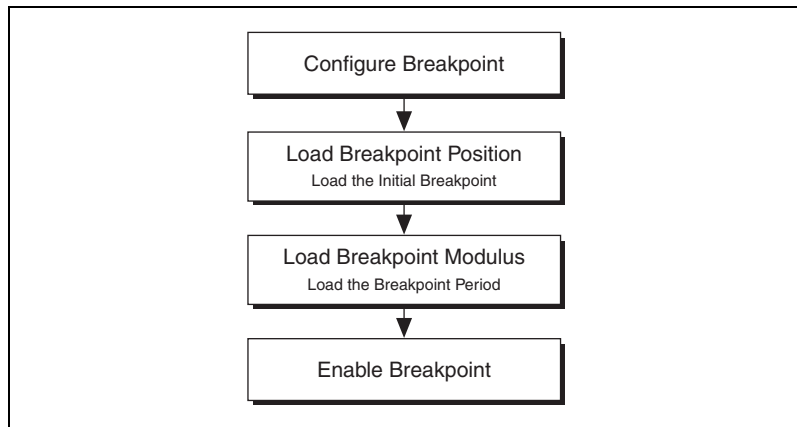 Configure Breakpoint
Load Breakpoint Position
Load the Initial Breakpoint
Load Breakpoint Modulus
Load the Breakpoint Period
Enable Breakpoint